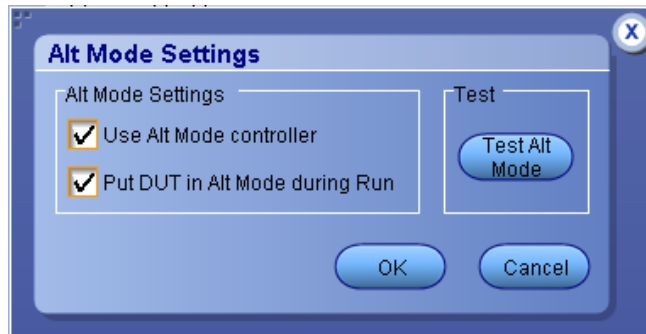 X
Alt Mode Settings
Alt Mode Settings
Use Alt Mode controller
Put DUT in Alt Mode during Run
Test
Test Alt
Mode
OK
Cancel